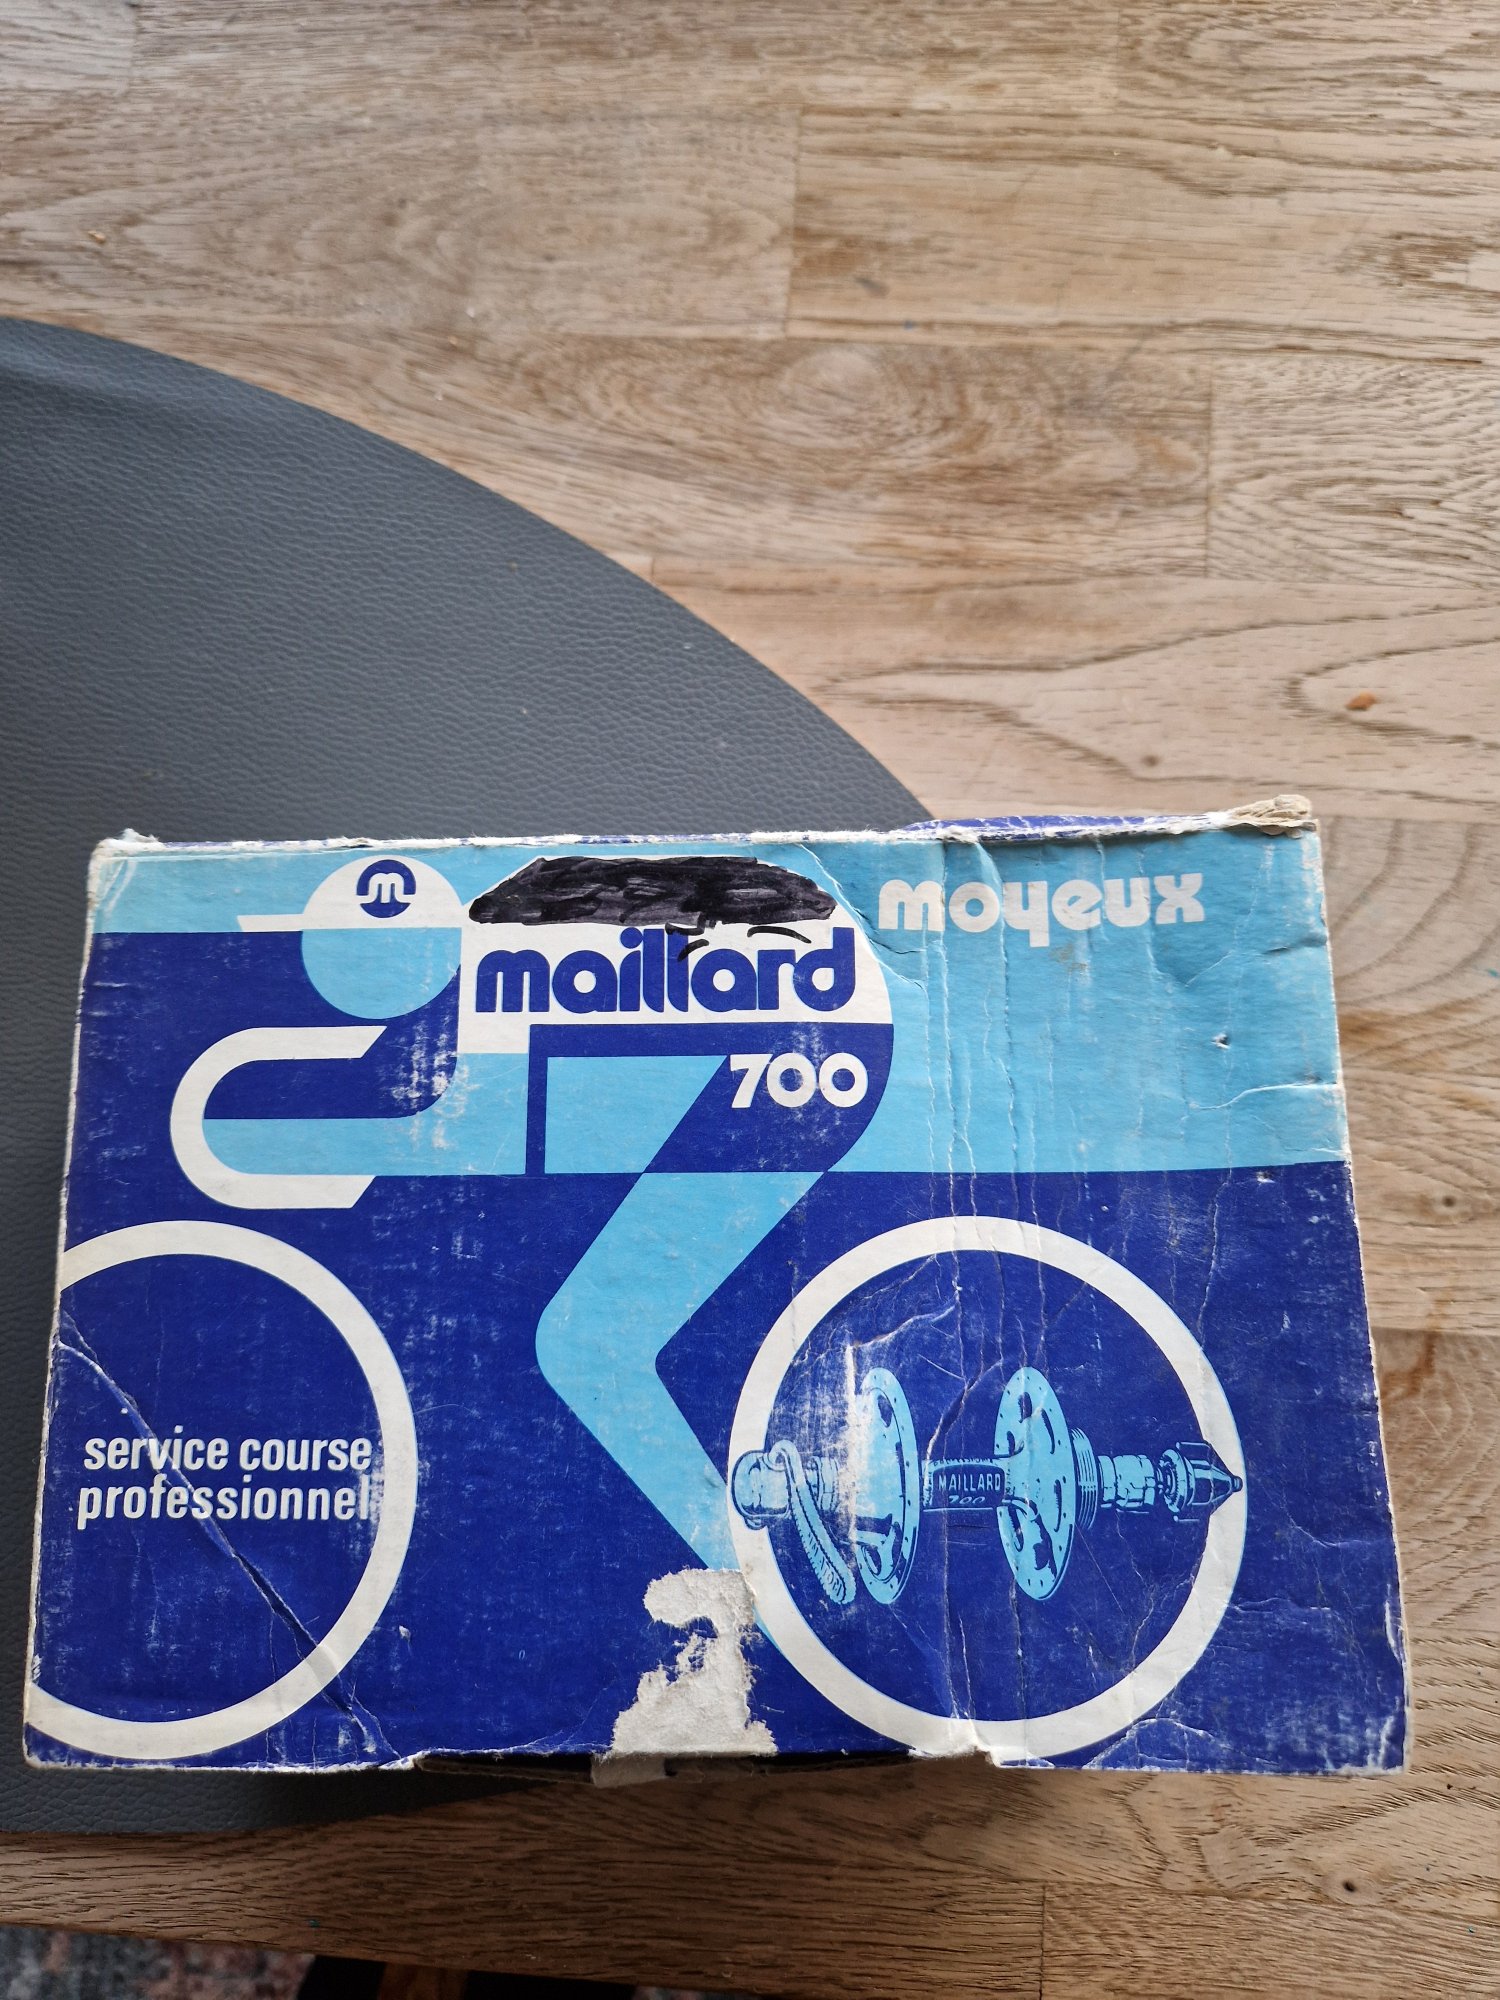 m
moyeux
maillard
700
service course
professionnel
MAILLARD
700